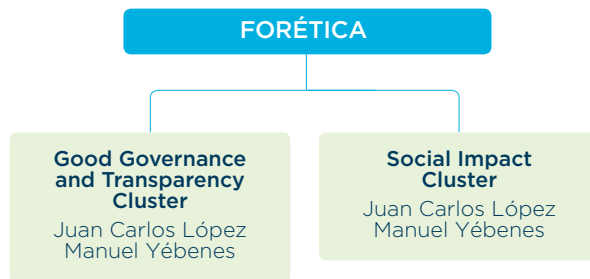 FORÉTICA
Good Governance
and Transparency
Cluster
Juan Carlos López
Manuel Yébenes
Social Impact
Cluster
Juan Carlos López
Manuel Yébenes